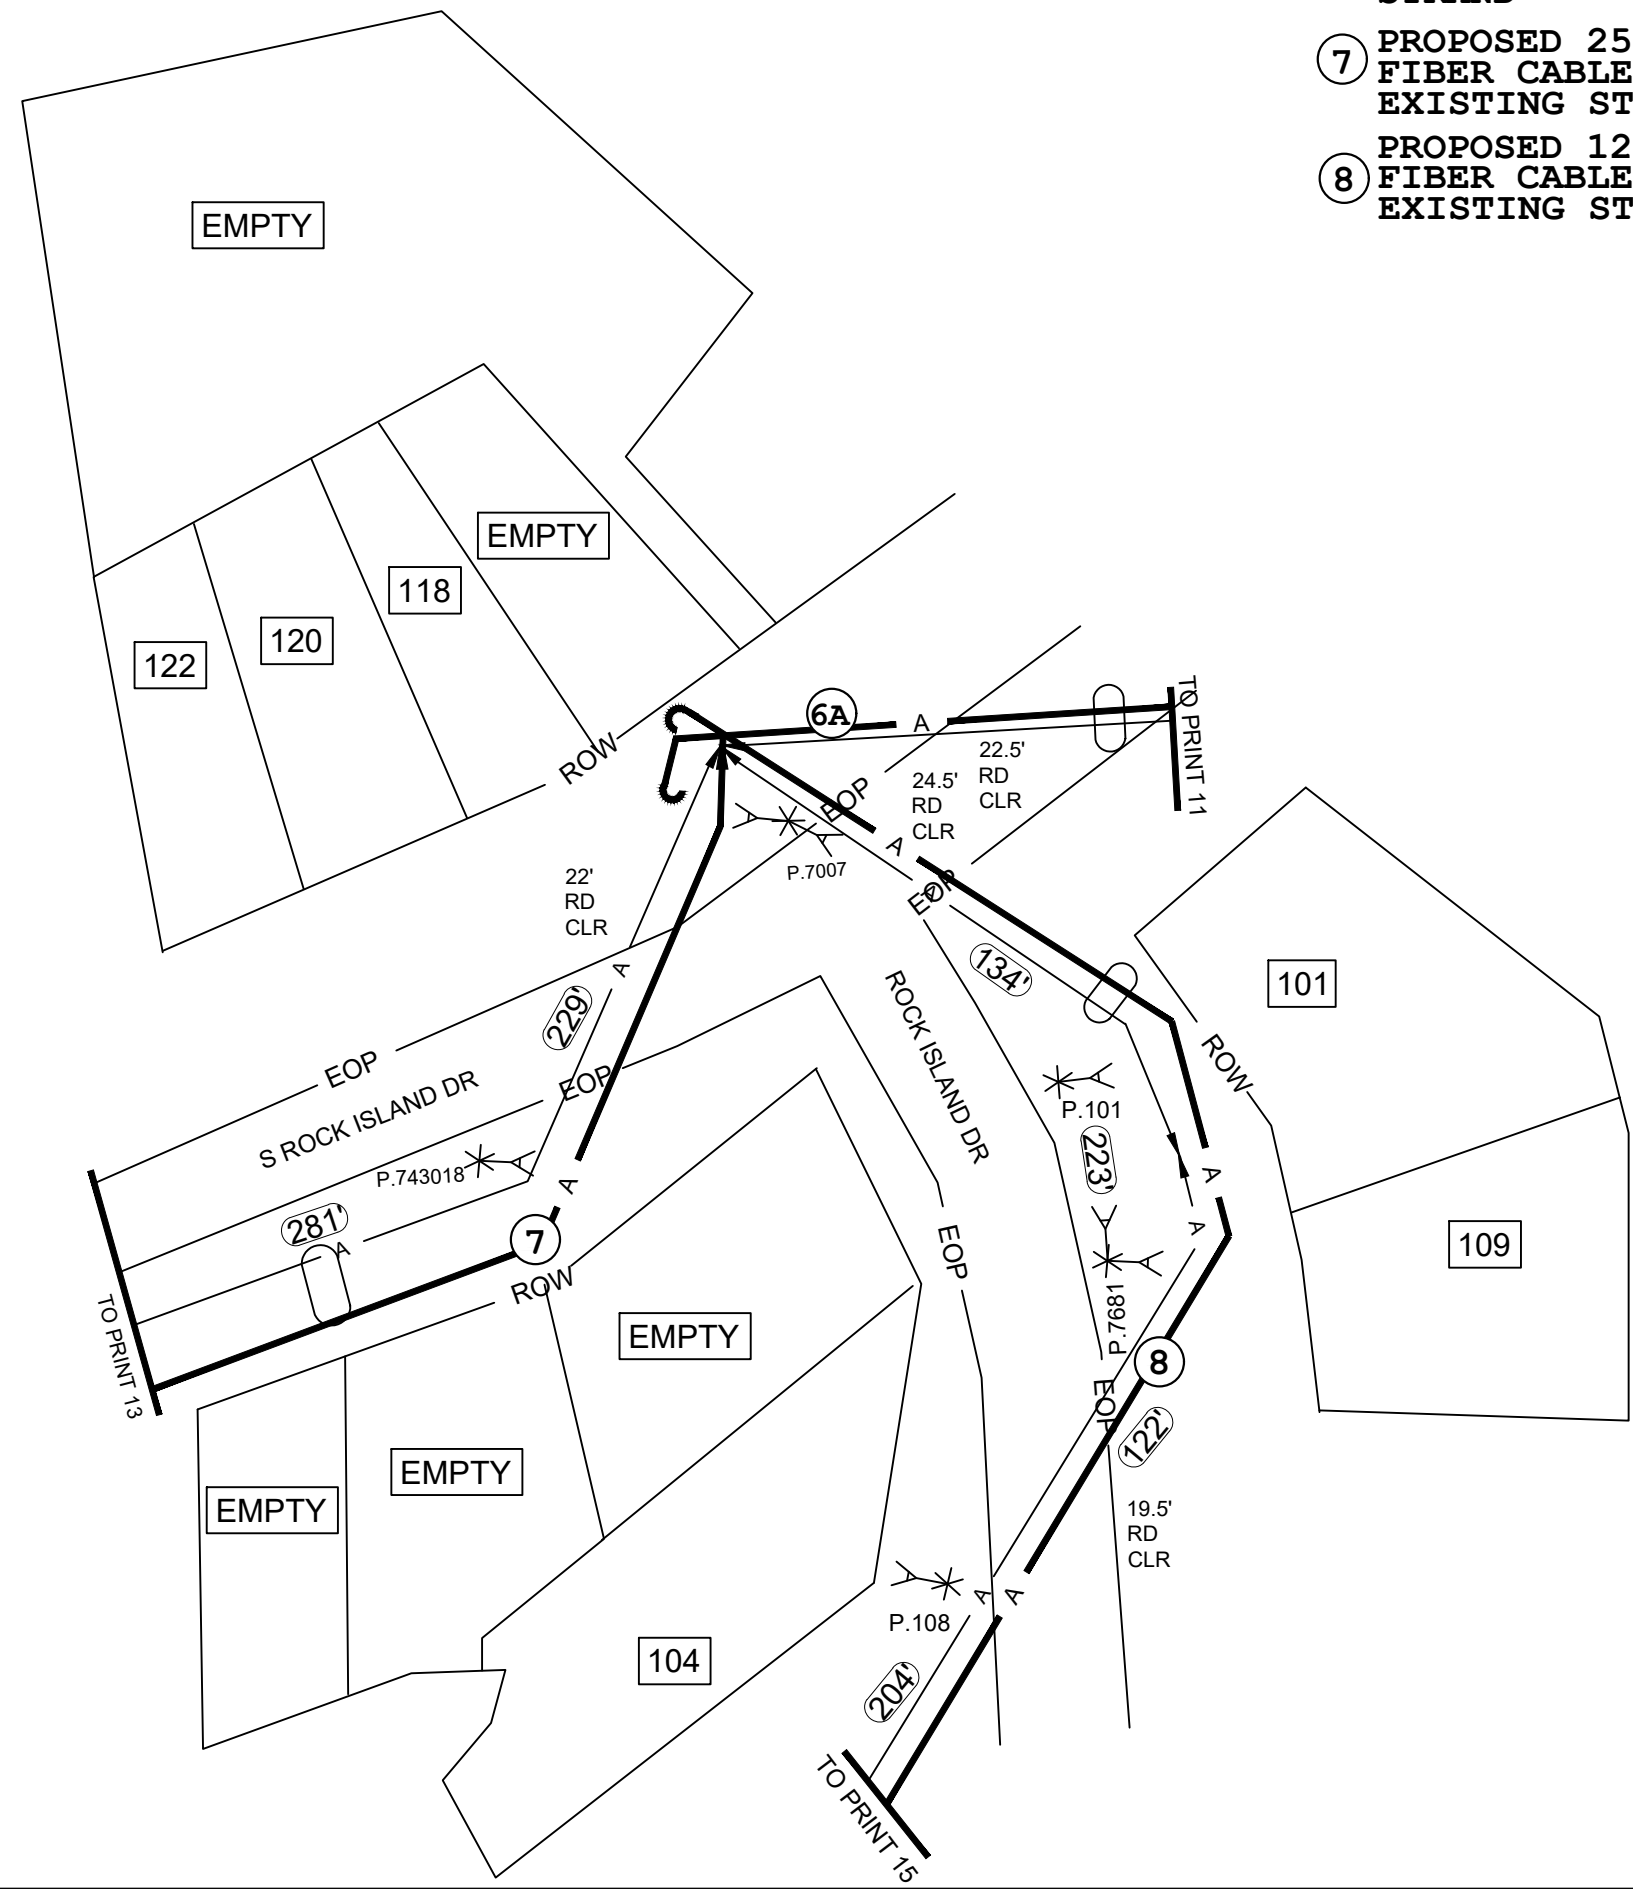 7
PROPOSED 25
FIBER CABLE
EXISTING ST
8
PROPOSED 12
FIBER CABLE
EXISTING ST
EMPTY
EMPTY
118
120
122
ROW
6A
A
TO PRINT 11
22.5'
RD
CLR
24.5'
RD
CLR
EOP
A
P.7007
22'
RD
CLR
EOP
A
A
134'
101
229'
ROCK ISLAND DR
ROW
EOP
EOP
S ROCK ISLAND DR
P.101
223'
A
P.743018
A
281'
A
7
A
109
ROW
EOP
P.7681
TO PRINT 13
EMPTY
8
EOP
122'
EMPTY
EMPTY
19.5'
RD
CLR
A
A
P.108
104
204'
TO PRINT 15